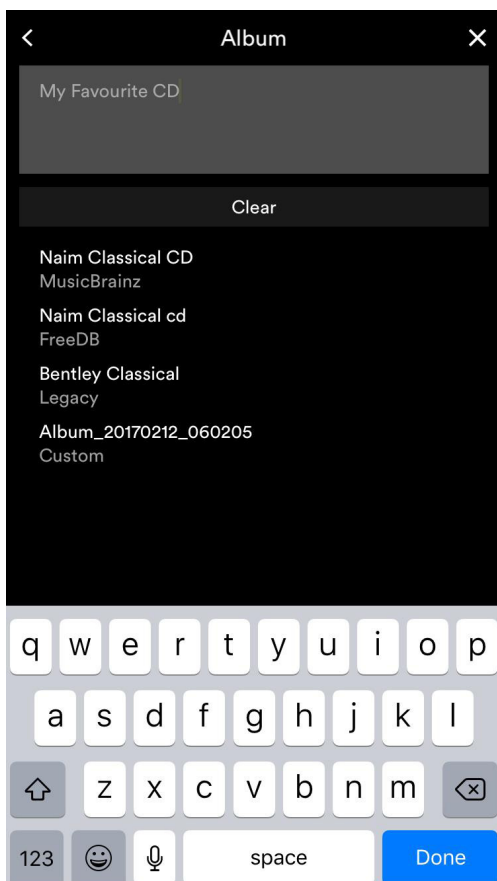 Album
My Favourite CD
Clear
Naim Classical CD
MusicBrainz
Naim Classical cd
FreeDB
Bentley Classical
Legacy
Album_20170212_060205
Custom
q w e r t y u i o p
a s d f g h j k l
z x c v b n m
123 space Done